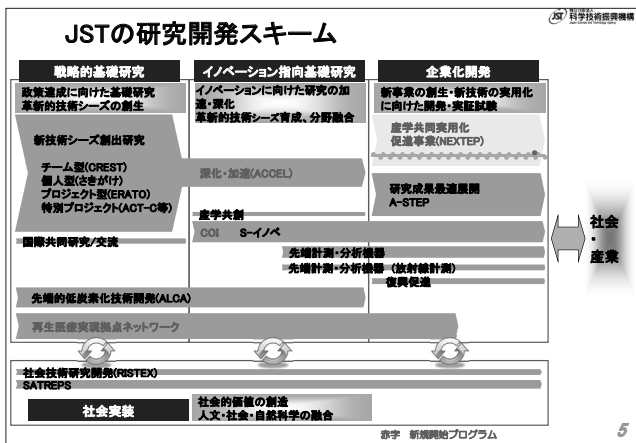 JSTの研究開発スキーム
JST 独立行政法人
科学技術振興機構
Japan Science and Technology Agency
戦略的基礎研究
イノベーション指向基礎研究
企業化開発
政策達成に向けた基礎研究
革新的技術シーズの創生
イノベーションに向けた研究の加
速・深化
革新的技術シーズ育成、分野融合
新事業の創生・新技術の実用化
に向けた開発・実証試験
新技術シーズ創出研究
チーム型(CREST)
個人型(さきがけ)
プロジェクト型(ERATO)
特別プロジェクト(ACT-C等)
深化・加速(ACCEL)
産学共同実用化
促進事業(NEXTEP)
研究成果最適展開
A-STEP
産学共創
COI S-イノベ
国際共同研究/交流
先端計測・分析機器
先端計測・分析機器 (放射線計測)
復興促進
先端的低炭素化技術開発(ALCA)
再生医療実現拠点ネットワーク
社会
・
産業
社会技術研究開発(RISTEX)
SATREPS
社会実装
社会的価値の創造
人文・社会・自然科学の融合
赤字 新規開始プログラム
5